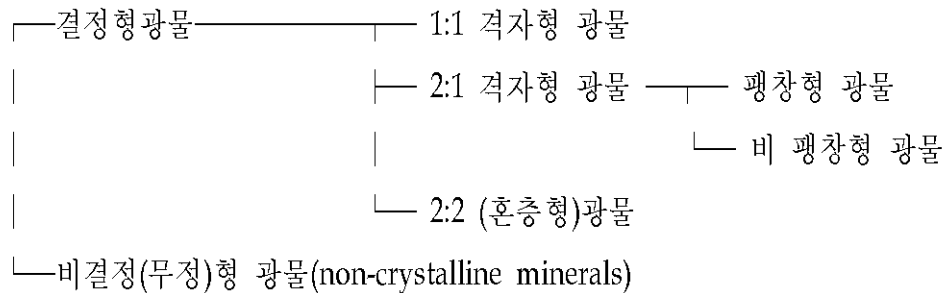 결정형광물 1:1 격자형 광물
2:1 격자형 광물 팽창형 광물
비 팽창형 광물
2:2 (혼층형)광물
비결정(무정)형 광물(non-crystalline minerals)